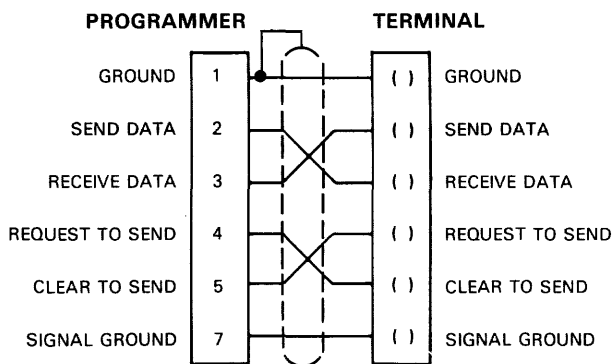 PROGRAMMER TERMINAL
GROUND 1 ( ) GROUND
SEND DATA 2 ( ) SEND DATA
RECEIVE DATA 3 ( ) RECEIVE DATA
REQUEST TO SEND 4 ( ) REQUEST TO SEND
CLEAR TO SEND 5 ( ) CLEAR TO SEND
SIGNAL GROUND 7 ( ) SIGNAL GROUND